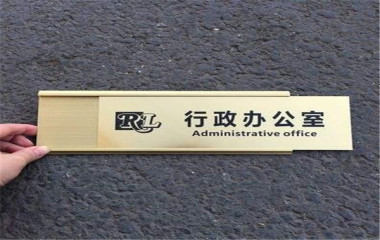 RL 行政办公室
Administrative office